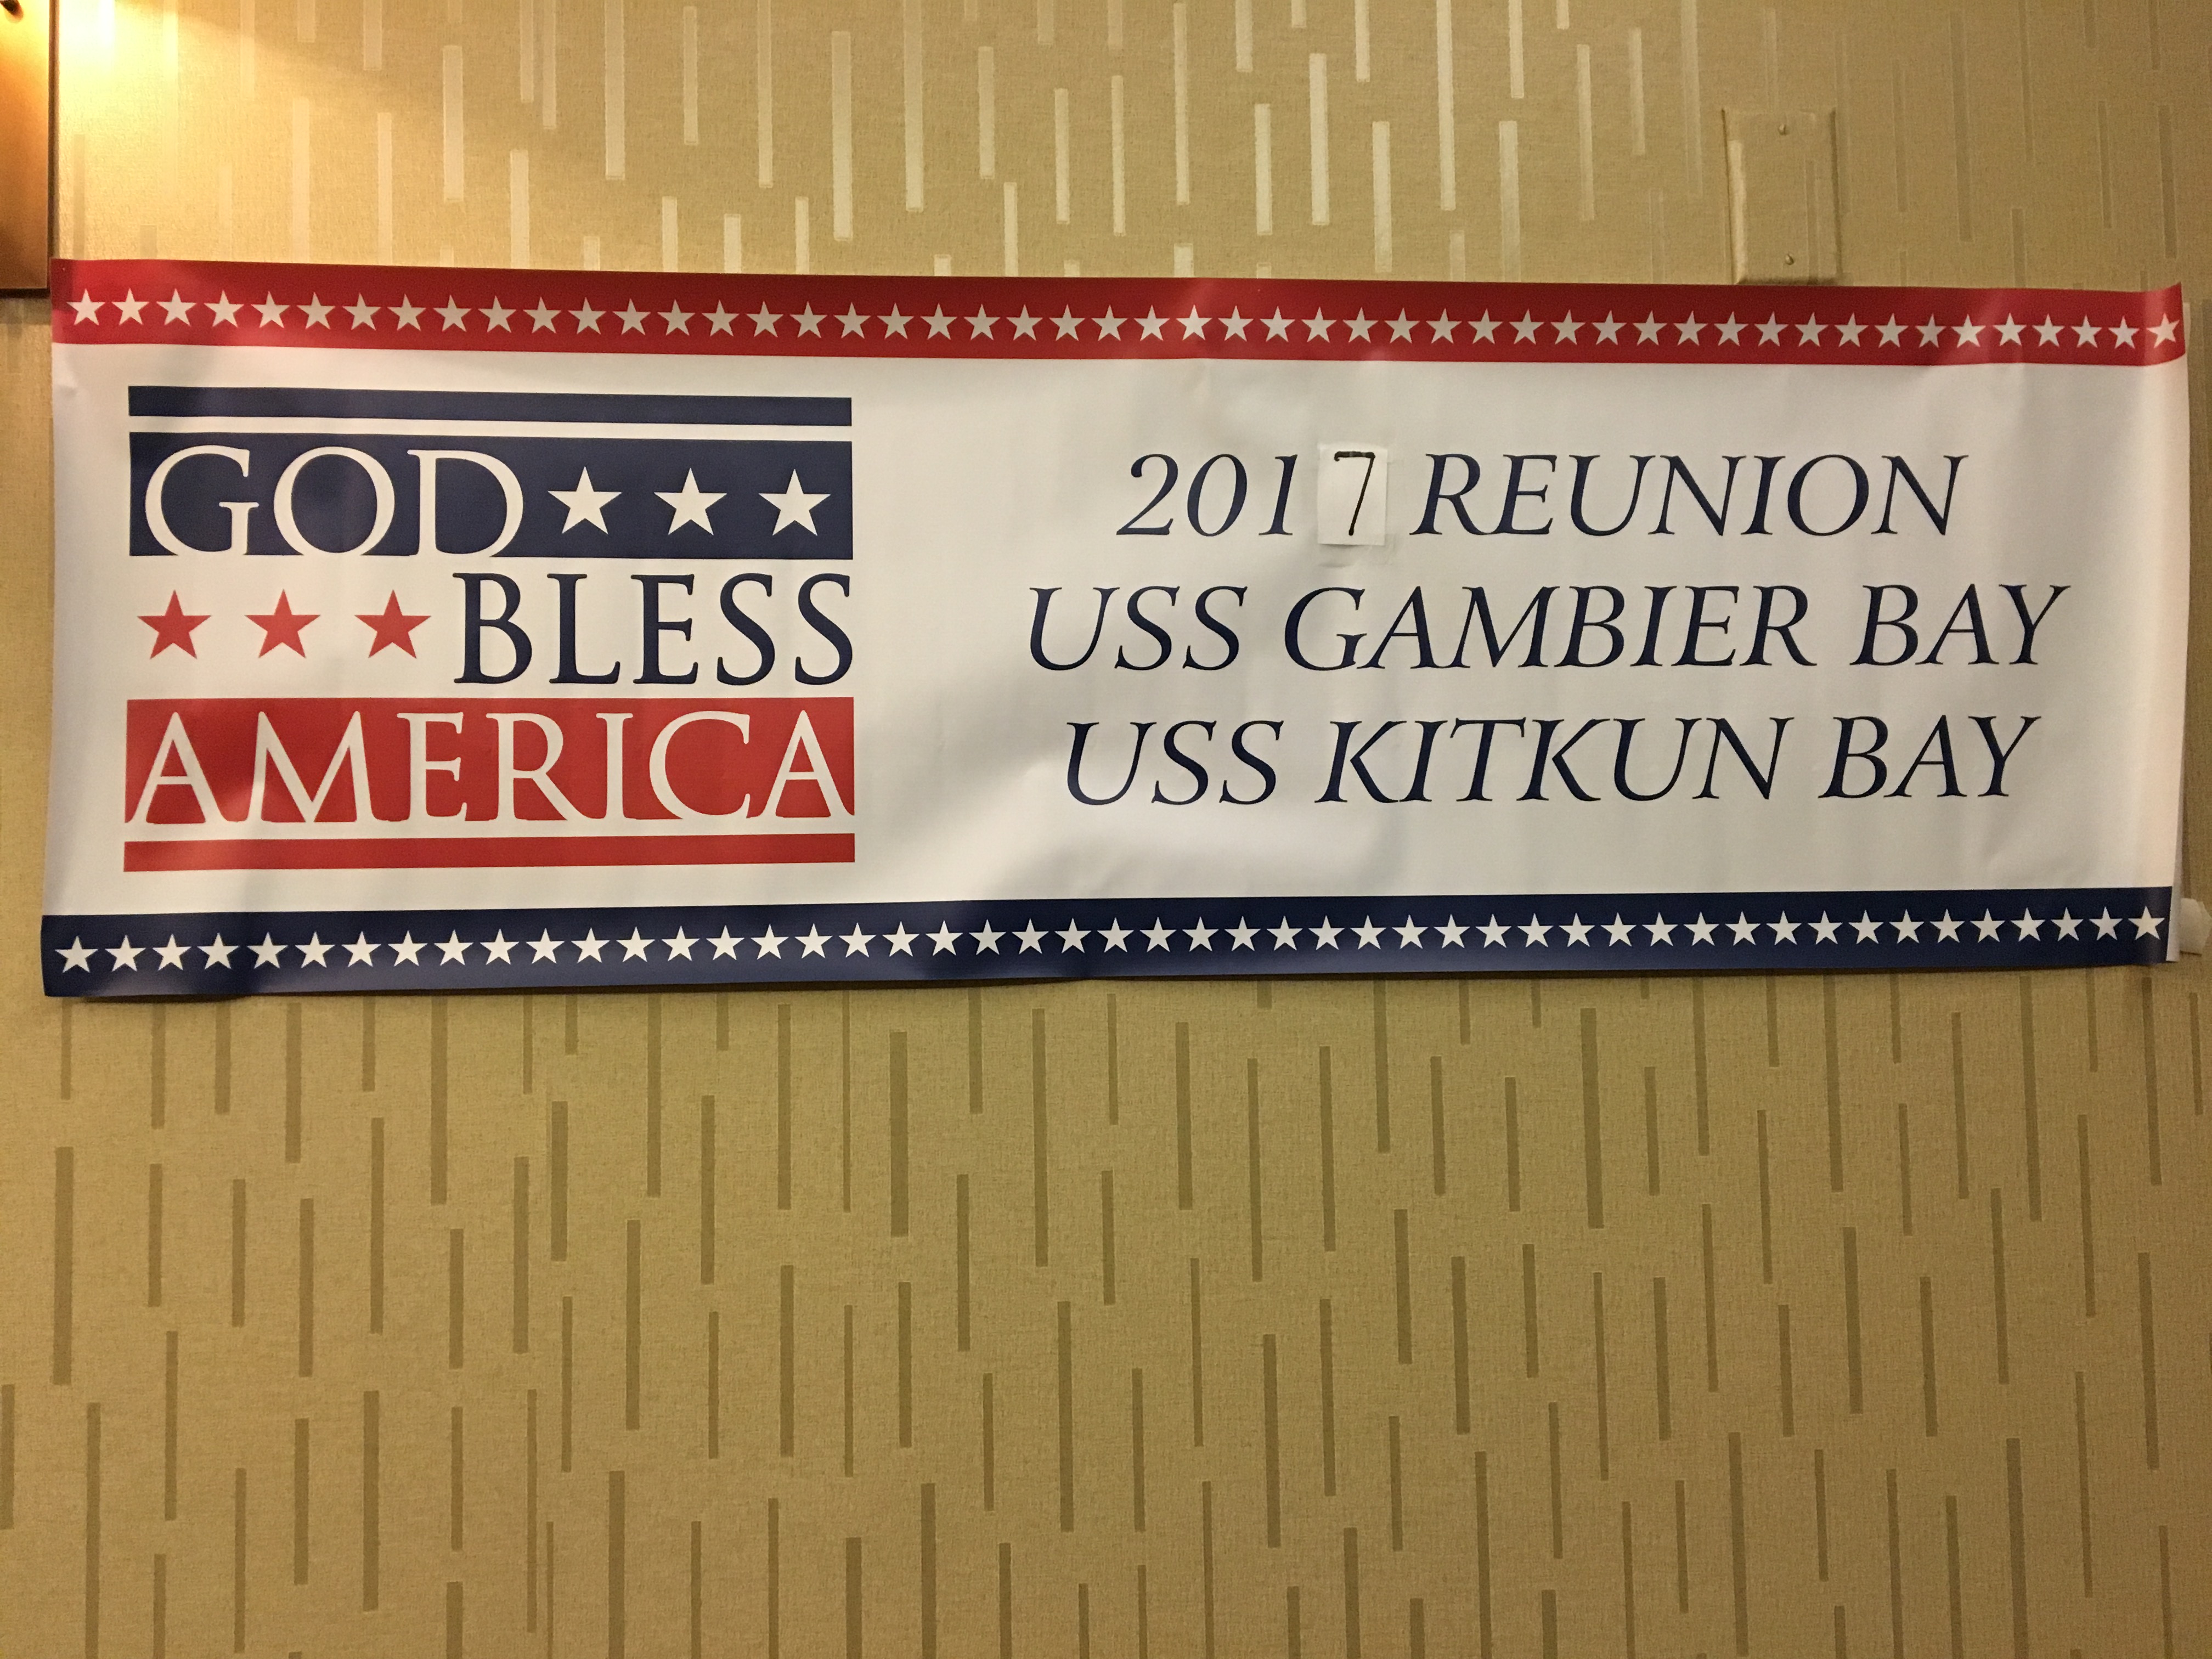 GOD
BLESS
AMERICA
2017 REUNION
USS GAMBIER BAY
USS KITKUN BAY